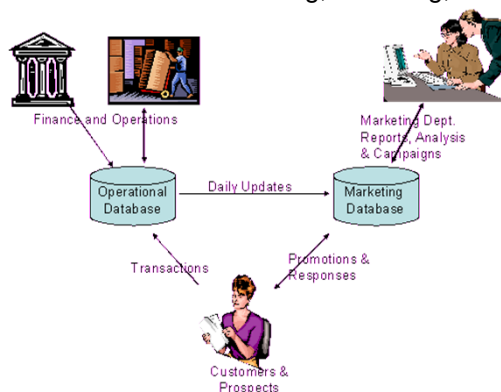 Finance and Operations
Marketing Dept.
Reports, Analysis
& Campaigns
Operational
Database
Daily Updates
Marketing
Database
Transactions
Promotions &
Responses
Customers &
Prospects